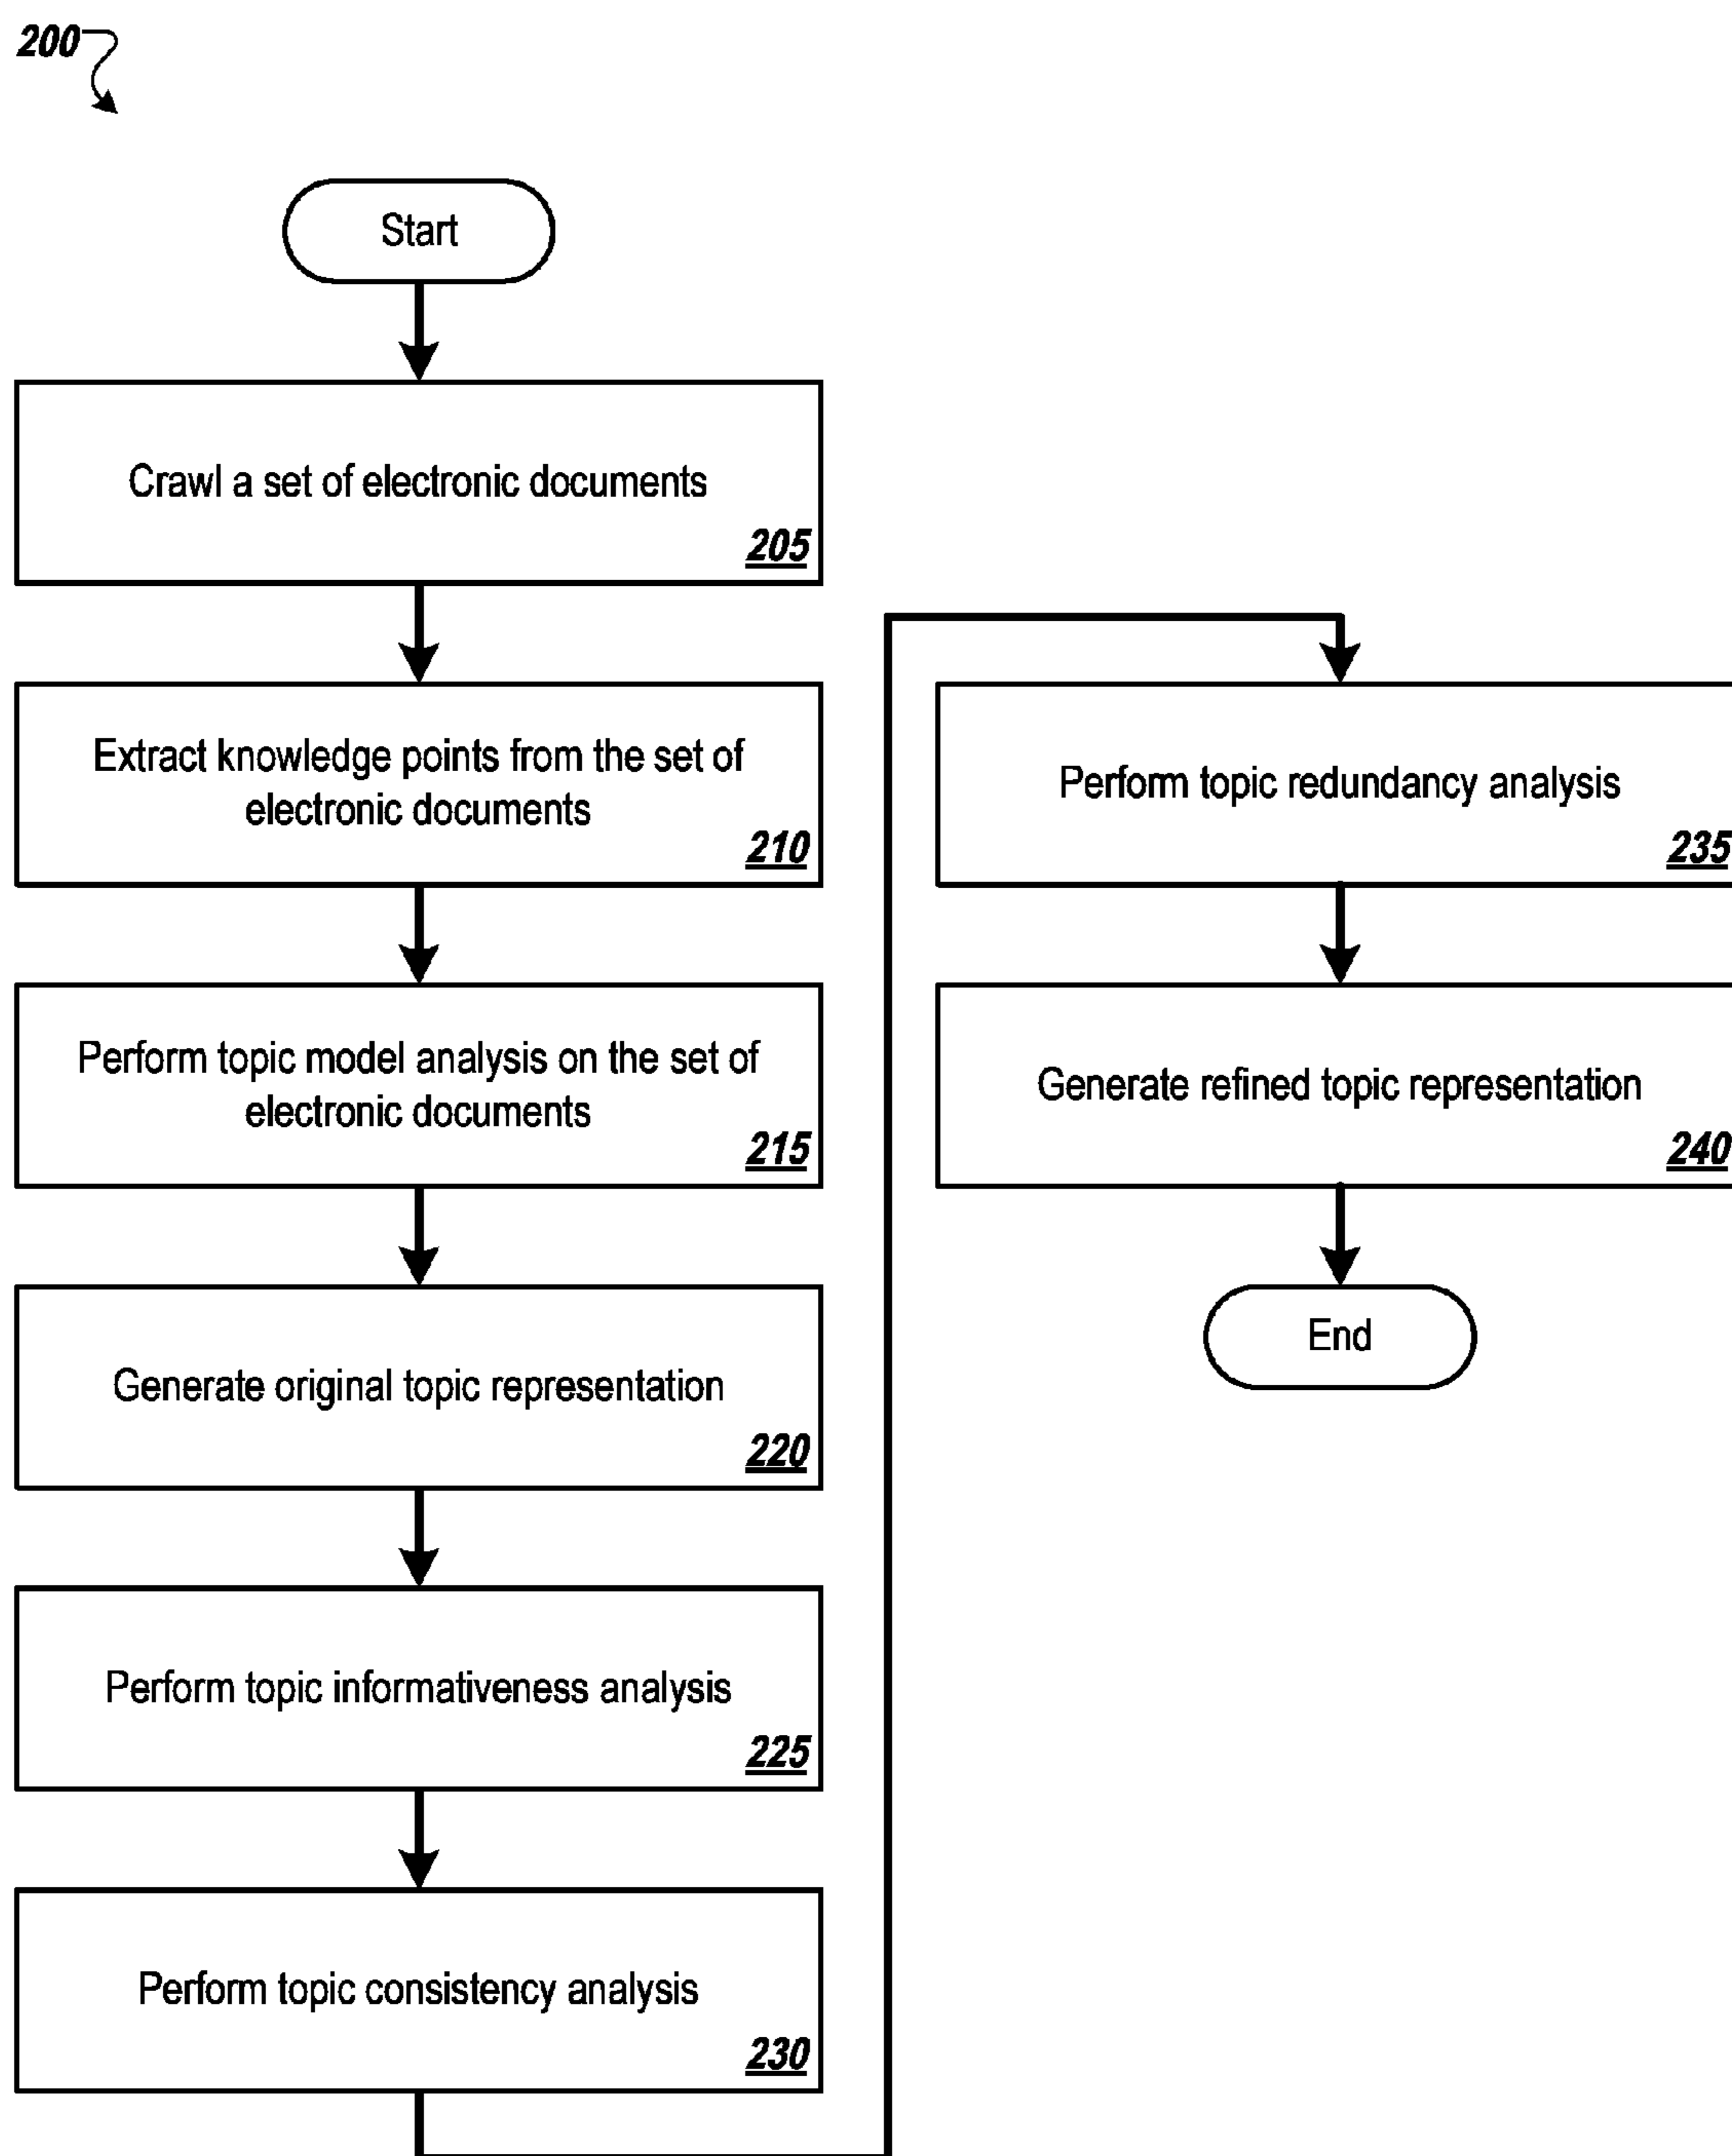 200
Start
Crawl a set of electronic documents
205
Extract knowledge points from the set of
electronic documents
210
Perform topic model analysis on the set of
electronic documents
215
Generate original topic representation
220
Perform topic informativeness analysis
225
Perform topic consistency analysis
230
Perform topic redundancy analysis
235
Generate refined topic representation
240
End